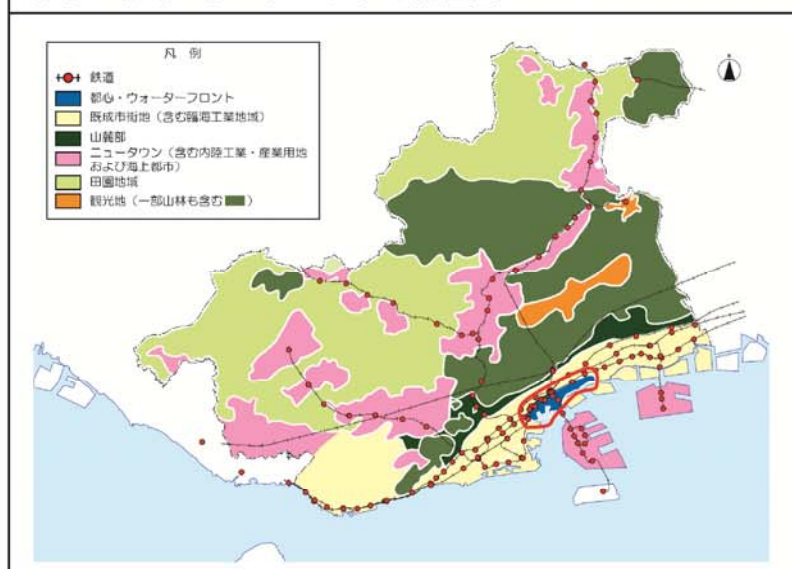 凡 例
鉄道
都心・ウォーターフロント
既成市街地（含む臨海工業地域）
山麓部
ニュータウン（含む内陸工業・産業用地
および海上都市）
田園地域
観光地（一部山林も含む　）